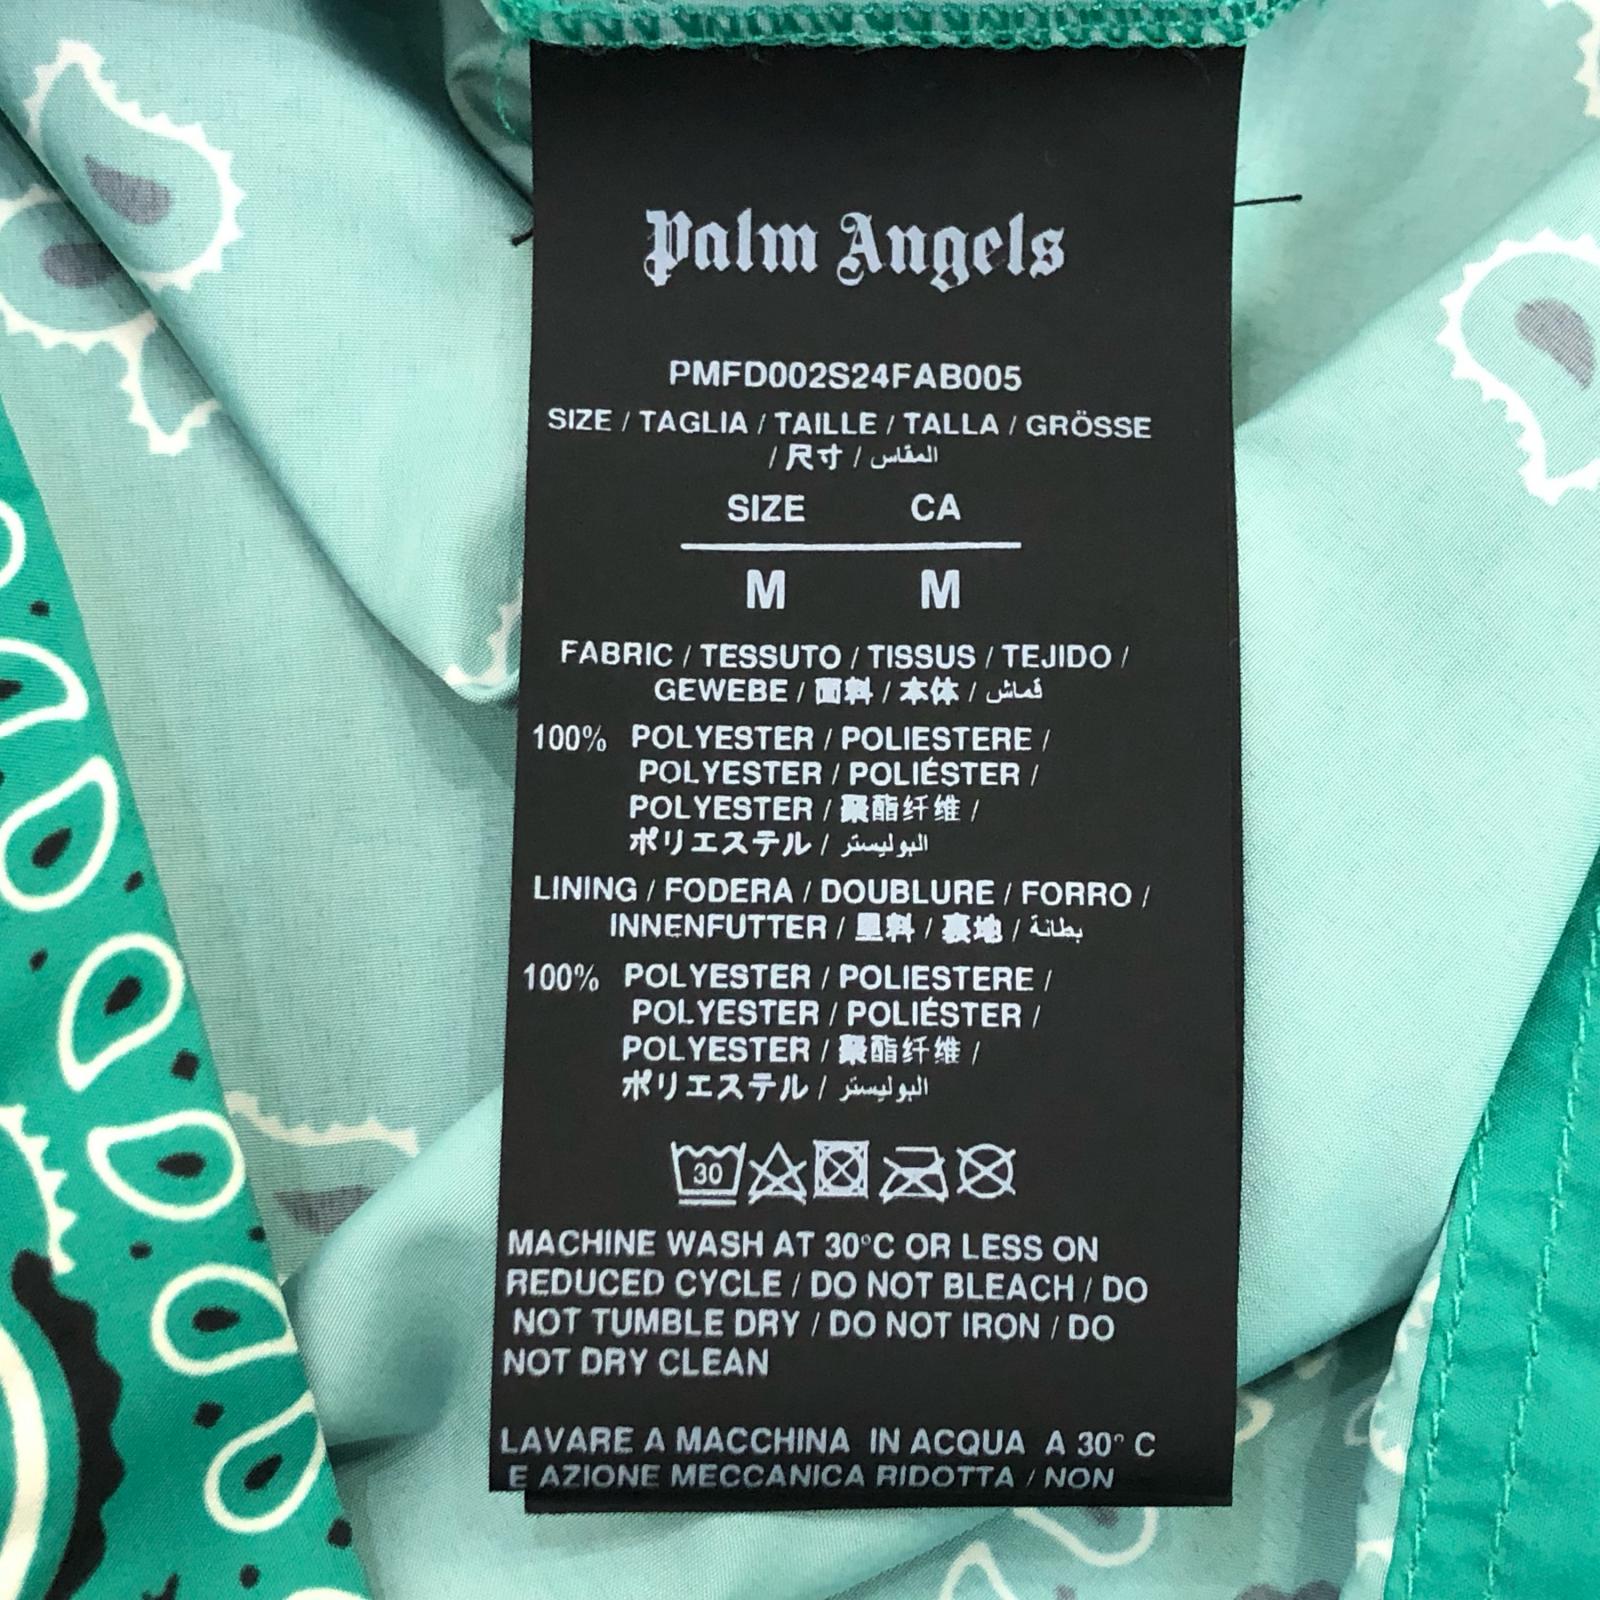 Palm Angels
PMFD002S24FAB005
SIZE / TAGLIA / TAILLE / TALLA / GRÖSSE
/ 尺寸 / المقاس
SIZE CA
M M
FABRIC / TESSUTO / TISSUS / TEJIDO /
GEWEBE / 面料 / 本体 / قماش
100% POLYESTER / POLIESTERE /
POLYESTER / POLIÉSTER /
POLYESTER / 聚酯纤维 /
ポリエステル / البوليستر
LINING / FODERA / DOUBLURE / FORRO /
INNENFUTTER / 里料 / 裏地 / بطانة
100% POLYESTER / POLIESTERE /
POLYESTER / POLIÉSTER /
POLYESTER / 聚酯纤维 /
ポリエステル / البوليستر
30
MACHINE WASH AT 30°C OR LESS ON
REDUCED CYCLE / DO NOT BLEACH / DO
NOT TUMBLE DRY / DO NOT IRON / DO
NOT DRY CLEAN
LAVARE A MACCHINA IN ACQUA A 30° C
E AZIONE MECCANICA RIDOTTA / NON